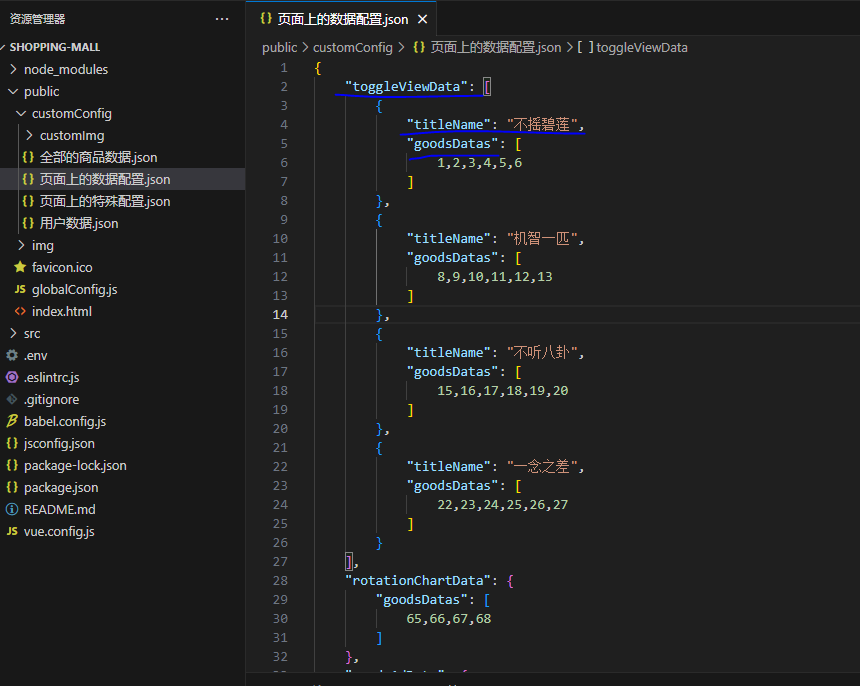 资源管理器
···
SHOPPING-MALL
node_modules
public
customConfig
customImg
{} 全部的商品数据.json
{} 页面上的数据配置.json
{} 页面上的特殊配置.json
{} 用户数据.json
img
favicon.ico
JS globalConfig.js
<> index.html
src
.env
.eslintrc.js
.gitignore
babel.config.js
{} jsconfig.json
{} package-lock.json
{} package.json
README.md
JS vue.config.js
{} 页面上的数据配置.json ×
public > customConfig > {} 页面上的数据配置.json > [ ] toggleViewData
1 {
2 "toggleViewData": [
3 {
4 "titleName": "不摇碧莲",
5 "goodsDatas": [
6 1,2,3,4,5,6
7 ]
8 },
9 {
10 "titleName": "机智一匹",
11 "goodsDatas": [
12 8,9,10,11,12,13
13 ]
14 },
15 {
16 "titleName": "不听八卦",
17 "goodsDatas": [
18 15,16,17,18,19,20
19 ]
20 },
21 {
22 "titleName": "一念之差",
23 "goodsDatas": [
24 22,23,24,25,26,27
25 ]
26 }
27 ],
28 "rotationChartData": {
29 "goodsDatas": [
30 65,66,67,68
31 ]
32 },